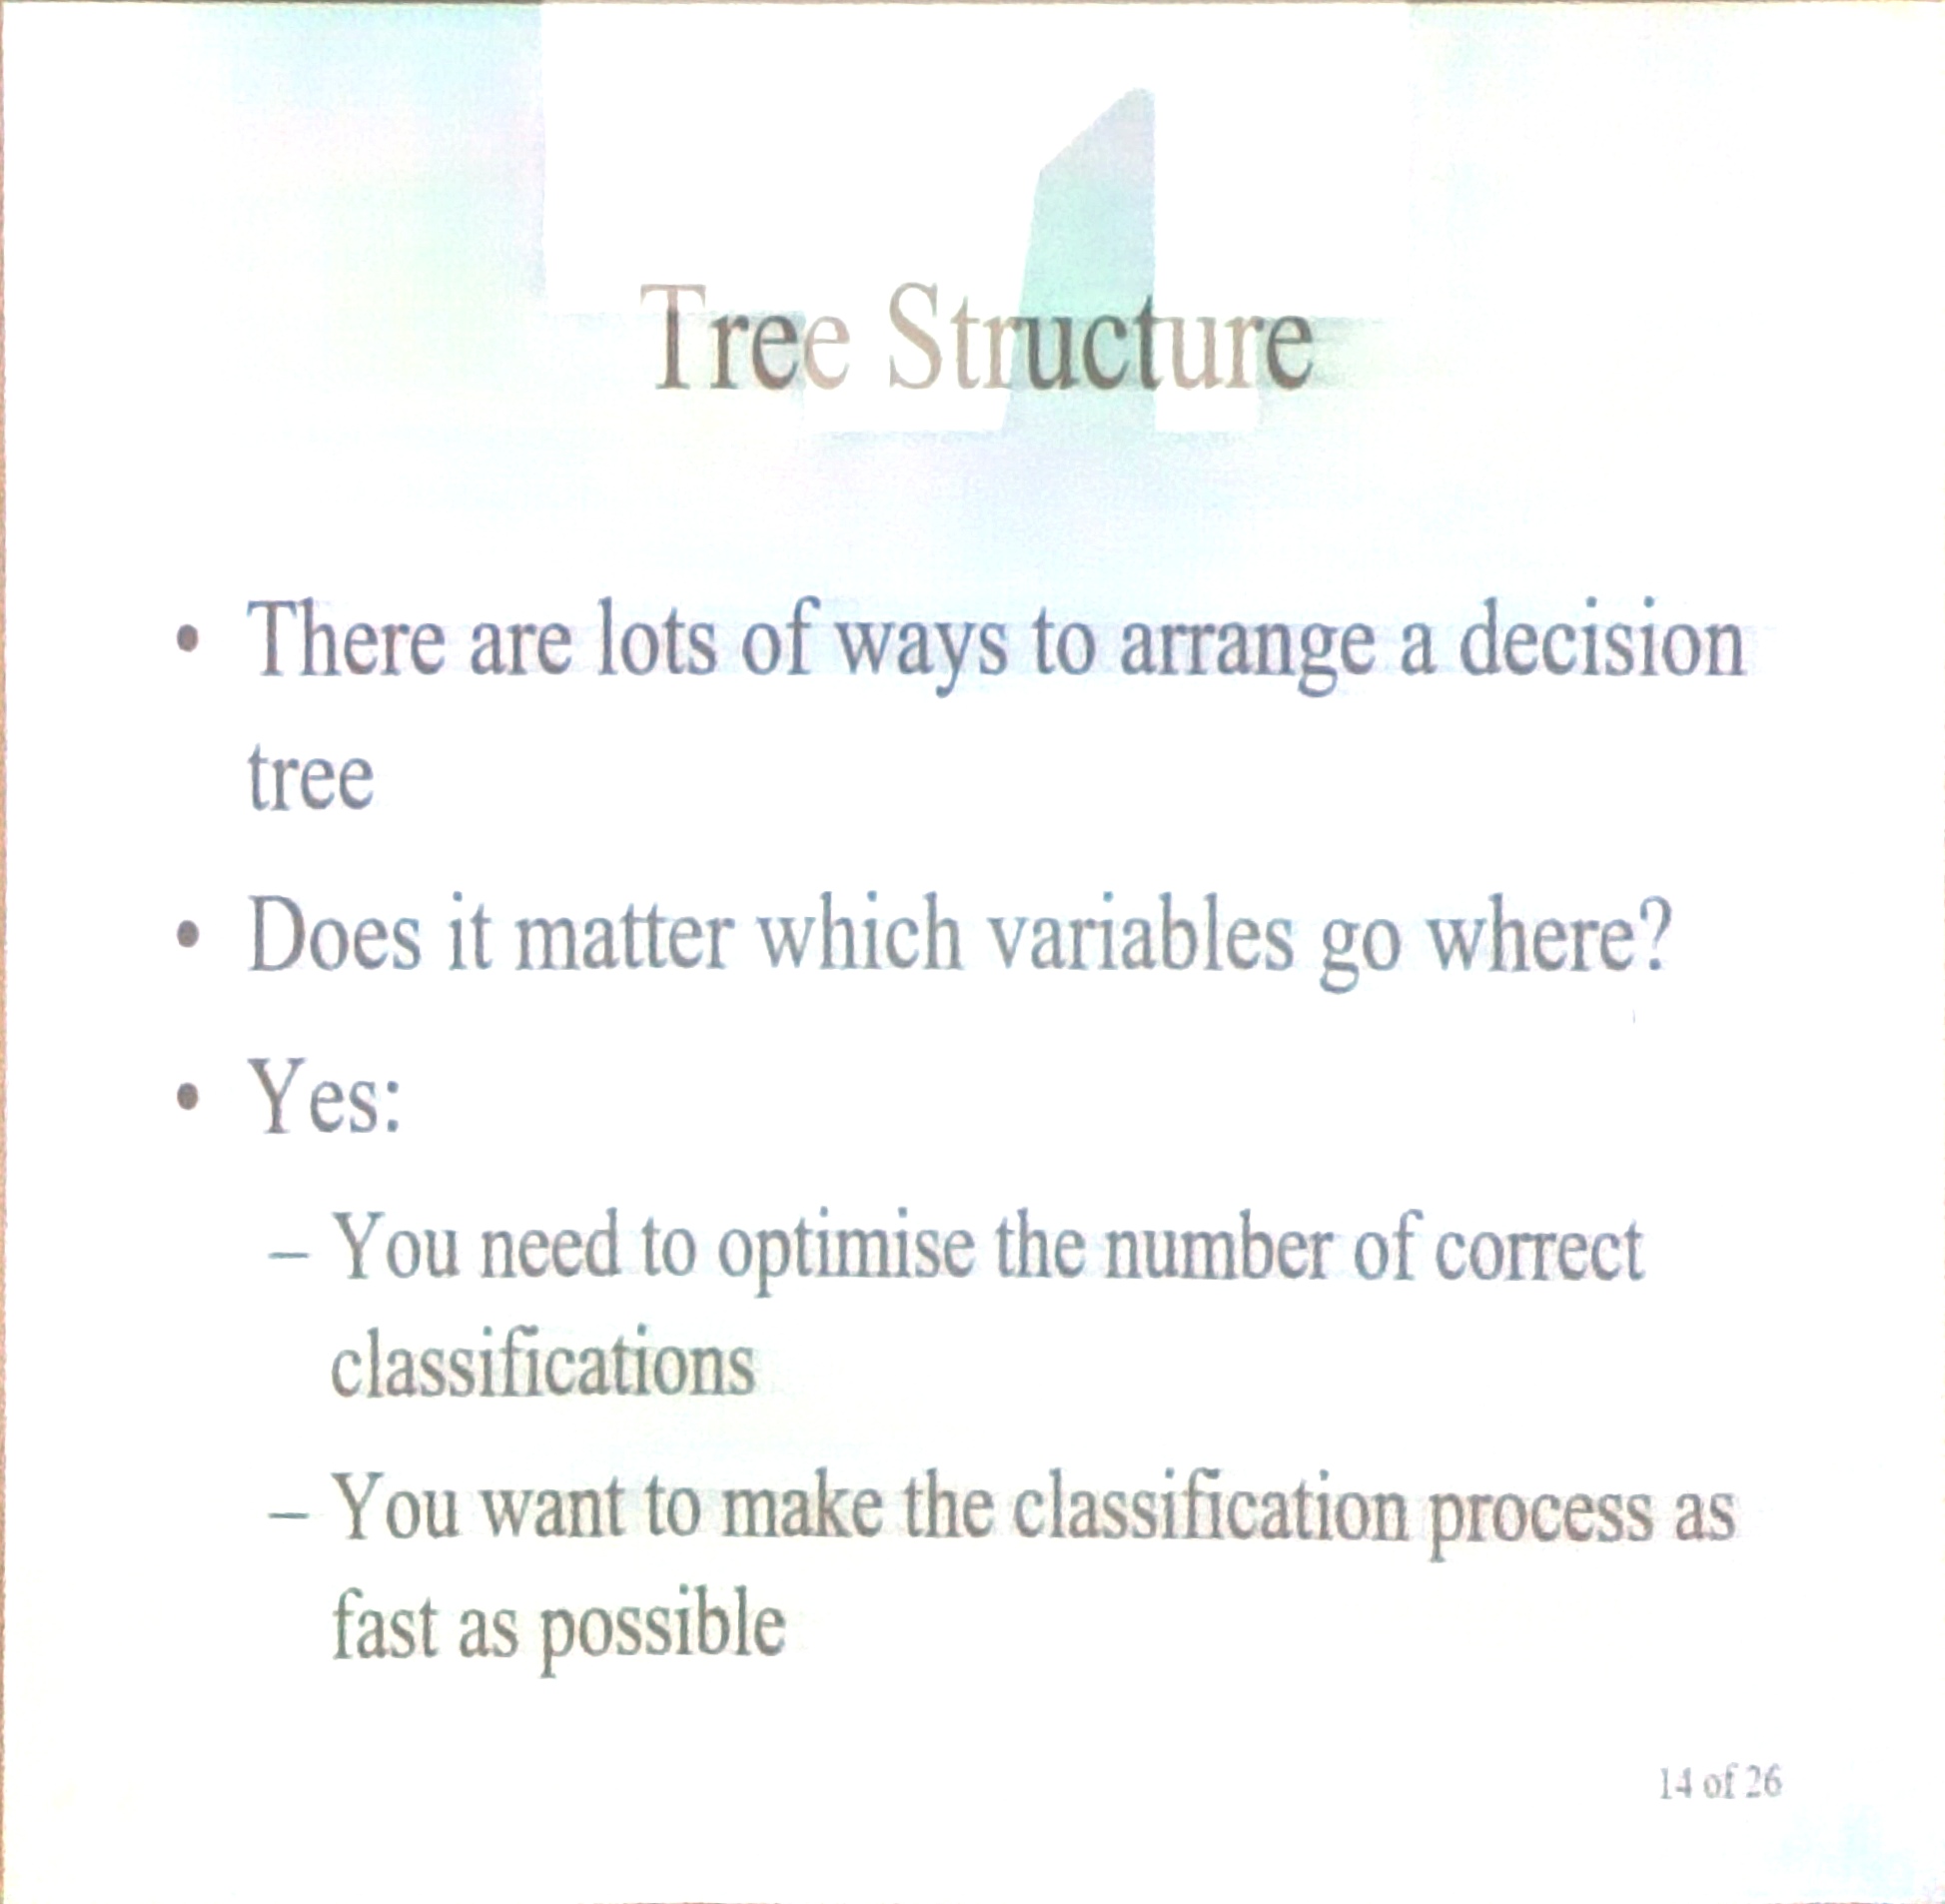 Tree Structure
• There are lots of ways to arrange a decision
tree
• Does it matter which variables go where?
• Yes:
– You need to optimise the number of correct
classifications
– You want to make the classification process as
fast as possible
14 of 26